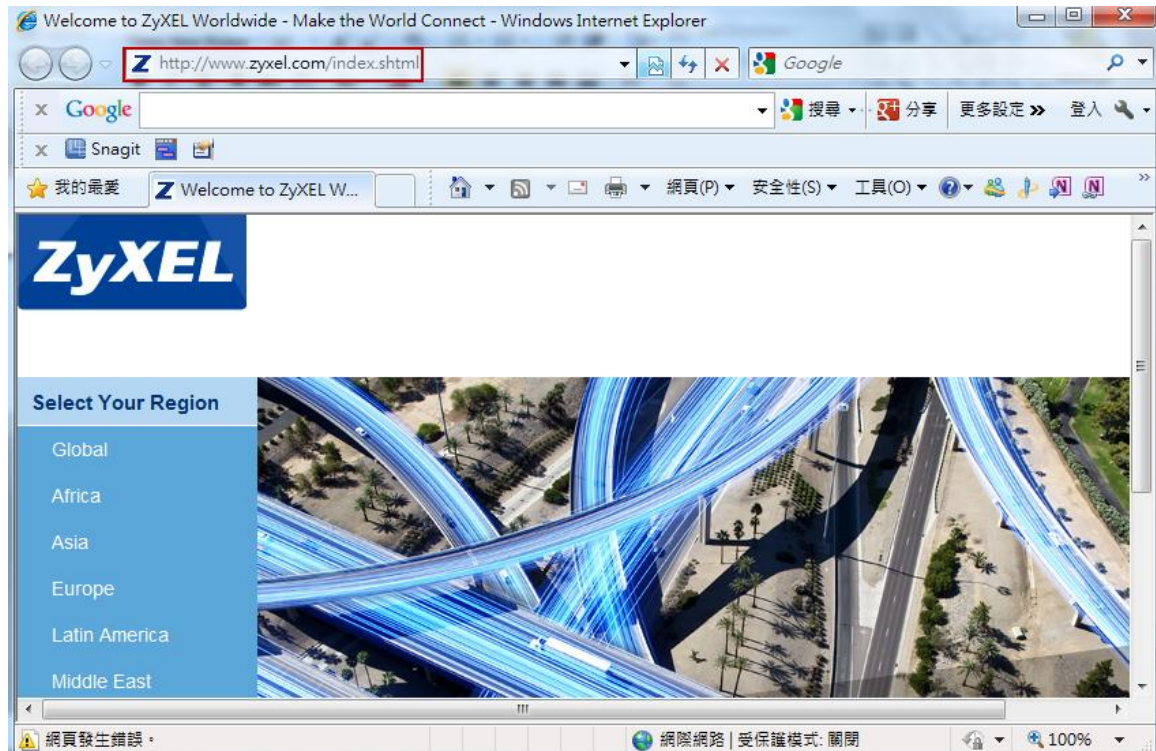 Welcome to ZyXEL Worldwide - Make the World Connect - Windows Internet Explorer
http://www.zyxel.com/index.shtml
Google
x Google 搜尋 分享 更多設定 » 登入
x Snagit
我的最愛 Welcome to ZyXEL W... 網頁(P) 安全性(S) 工具(O) »
ZyXEL
Select Your Region
Global
Africa
Asia
Europe
Latin America
Middle East
網頁發生錯誤。 網際網路 | 受保護模式: 關閉 100%